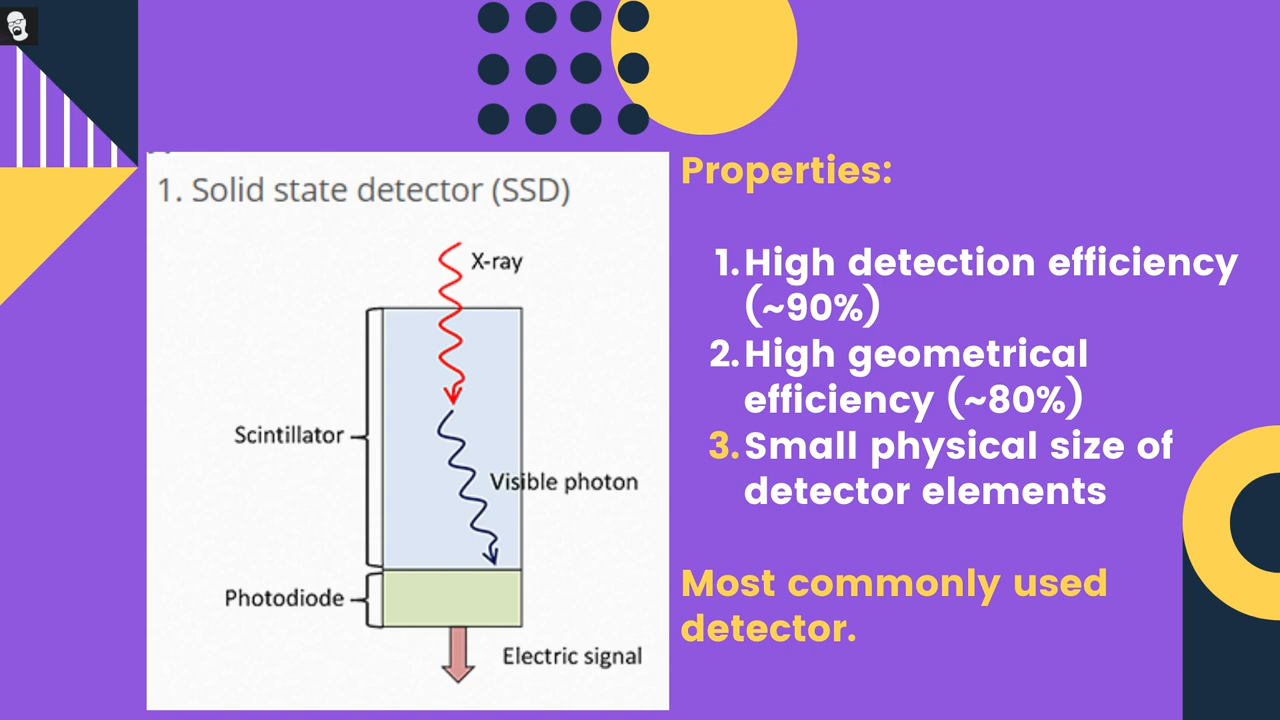 1. Solid state detector (SSD)
X-ray
Scintillator
Visible photon
Photodiode
Electric signal
Properties:
1. High detection efficiency
(~90%)
2. High geometrical
efficiency (~80%)
3. Small physical size of
detector elements
Most commonly used
detector.